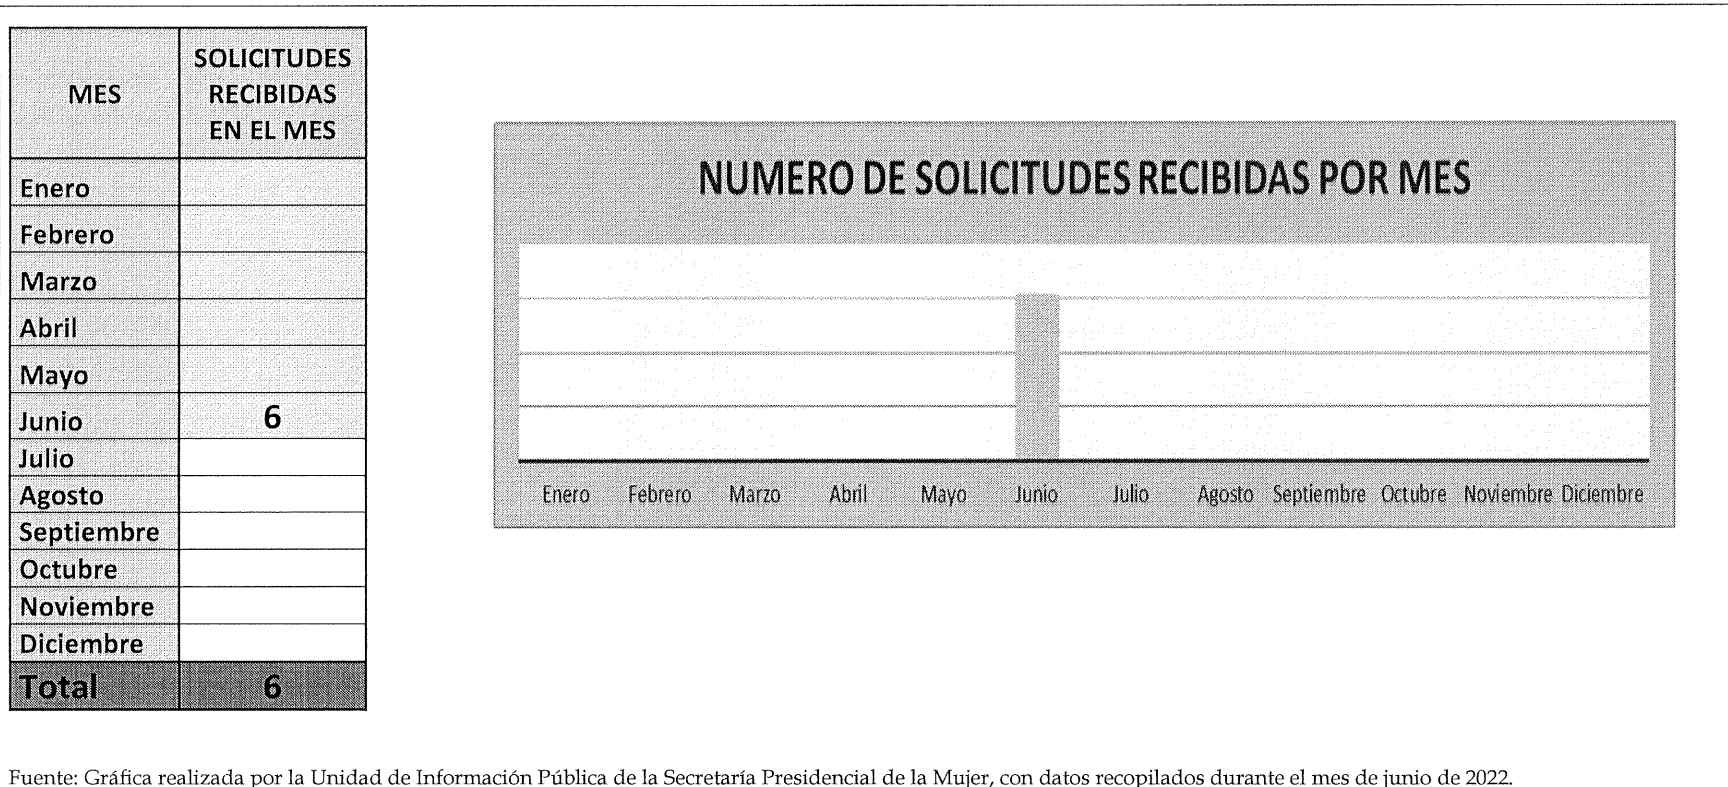 MES
SOLICITUDES
RECIBIDAS
EN EL MES
Enero
Febrero
Marzo
Abril
Mayo
Junio 6
Julio
Agosto
Septiembre
Octubre
Noviembre
Diciembre
Total 6
NUMERO DE SOLICITUDES RECIBIDAS POR MES
Enero Febrero Marzo Abril Mayo Junio Julio Agosto Septiembre Octubre Noviembre Diciembre
Fuente: Gráfica realizada por la Unidad de Información Pública de la Secretaría Presidencial de la Mujer, con datos recopilados durante el mes de junio de 2022.